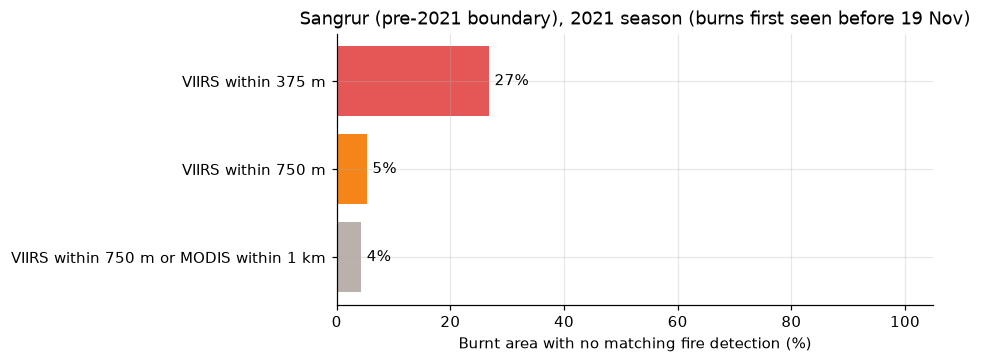 Sangrur (pre-2021 boundary), 2021 season (burns first seen before 19 Nov)
VIIRS within 375 m
27%
VIIRS within 750 m
5%
VIIRS within 750 m or MODIS within 1 km
4%
0 20 40 60 80 100
Burnt area with no matching fire detection (%)